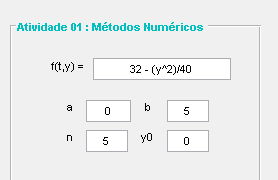 Atividade 01 : Métodos Numéricos
f(t,y) = 32 - (y^2)/40
a 0 b 5
n 5 y0 0